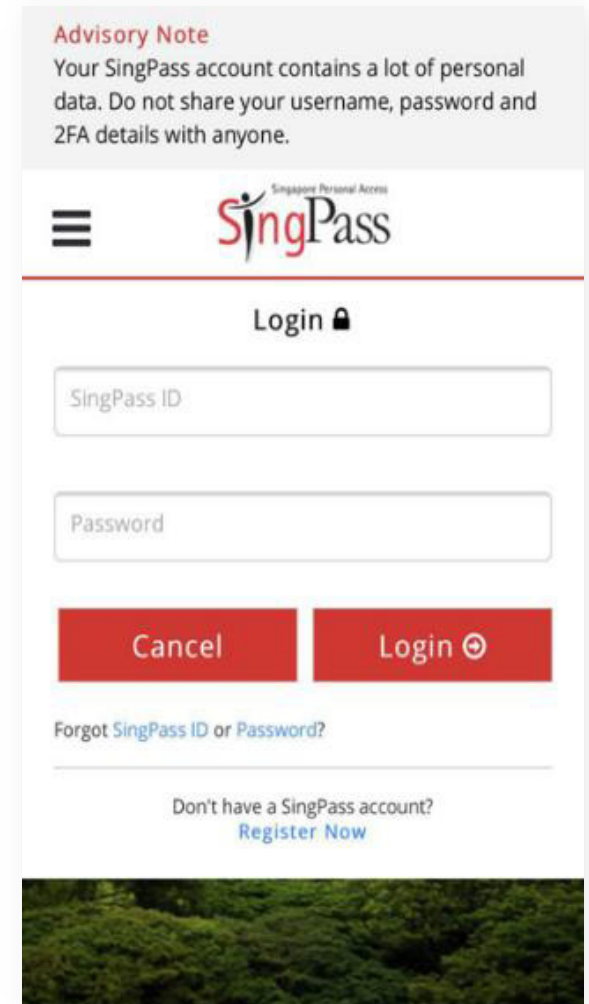 Advisory Note
Your SingPass account contains a lot of personal
data. Do not share your username, password and
2FA details with anyone.
Singapore Personal Access
SingPass
Login
SingPass ID
Password
Cancel
Login
Forgot SingPass ID or Password?
Don't have a SingPass account?
Register Now